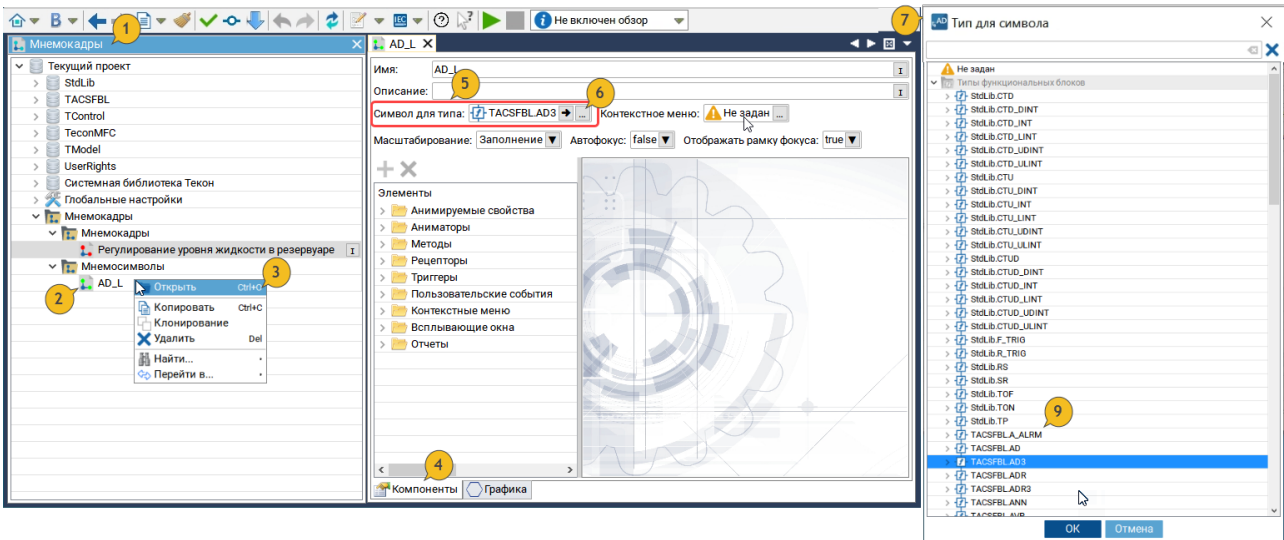 Не включен обзор
1
7
Тип для символа
Мнемокадры
AD_L
Текущий проект
StdLib
TACSFBL
TControl
TeconMFC
TModel
UserRights
Системная библиотека Текон
Глобальные настройки
Мнемокадры
Мнемокадры
Регулирование уровня жидкости в резервуаре
Мнемосимволы
AD_L
2
3
Открыть Ctrl+O
Копировать Ctrl+C
Клонирование
Удалить Del
Найти...
Перейти в...
Имя: AD_L
5
Описание:
6
Символ для типа: TACSFBL.AD3 ... Контекстное меню: Не задан ...
Масштабирование: Заполнение Автофокус: false Отображать рамку фокуса: true
Элементы
Анимируемые свойства
Аниматоры
Методы
Рецепторы
Триггеры
Пользовательские события
Контекстные меню
Всплывающие окна
Отчеты
4
Компоненты Графика
Не задан
Типы функциональных блоков
StdLib.CTD
StdLib.CTD_DINT
StdLib.CTD_INT
StdLib.CTD_LINT
StdLib.CTD_UDINT
StdLib.CTD_ULINT
StdLib.CTU
StdLib.CTU_DINT
StdLib.CTU_INT
StdLib.CTU_LINT
StdLib.CTU_UDINT
StdLib.CTU_ULINT
StdLib.CTUD
StdLib.CTUD_DINT
StdLib.CTUD_INT
StdLib.CTUD_LINT
StdLib.CTUD_UDINT
StdLib.CTUD_ULINT
StdLib.F_TRIG
StdLib.R_TRIG
StdLib.RS
StdLib.SR
StdLib.TOF
StdLib.TON
StdLib.TP
9
TACSFBL.A_ALRM
TACSFBL.AD
TACSFBL.AD3
TACSFBL.ADR
TACSFBL.ADR3
TACSFBL.ANN
TACSFBL.AVR
OK Отмена